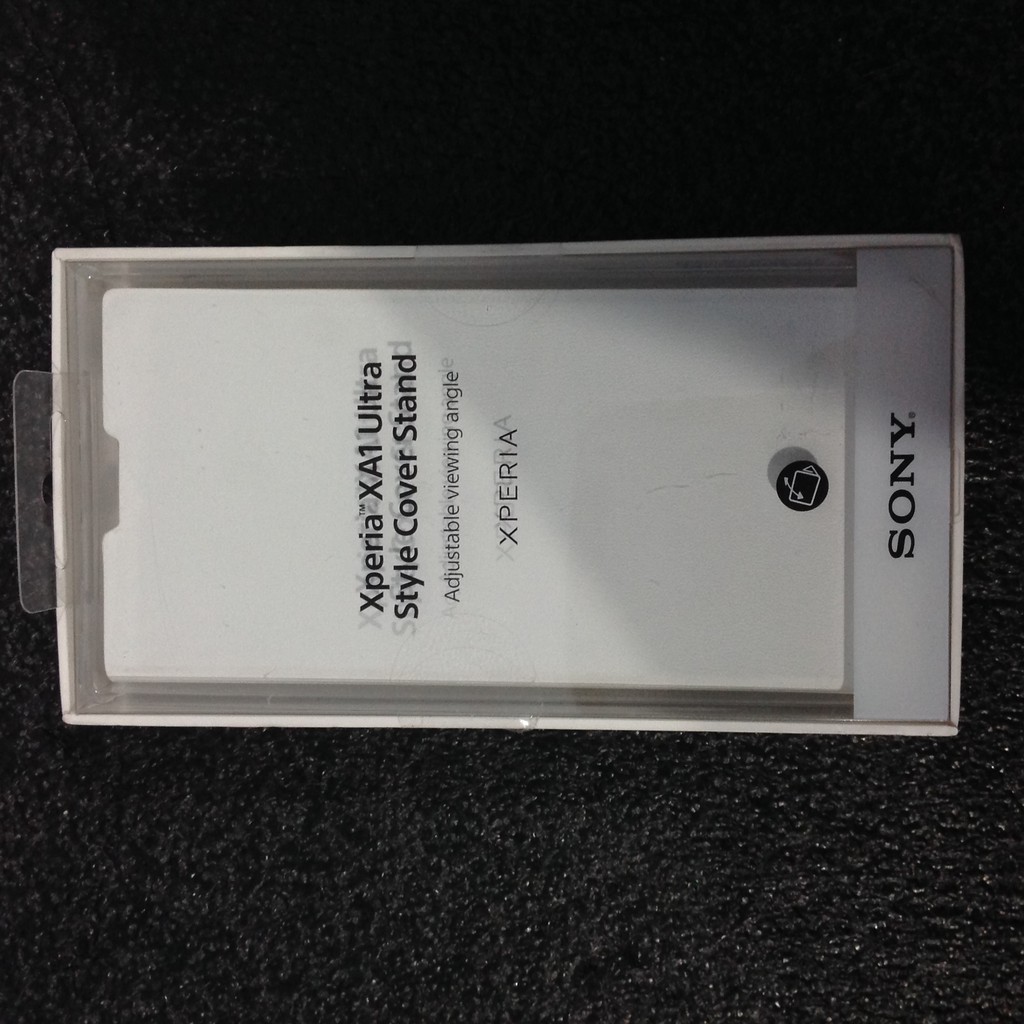 Xperia™ XA1 Ultra
Style Cover Stand
Adjustable viewing angle
XPERIA
SONY®